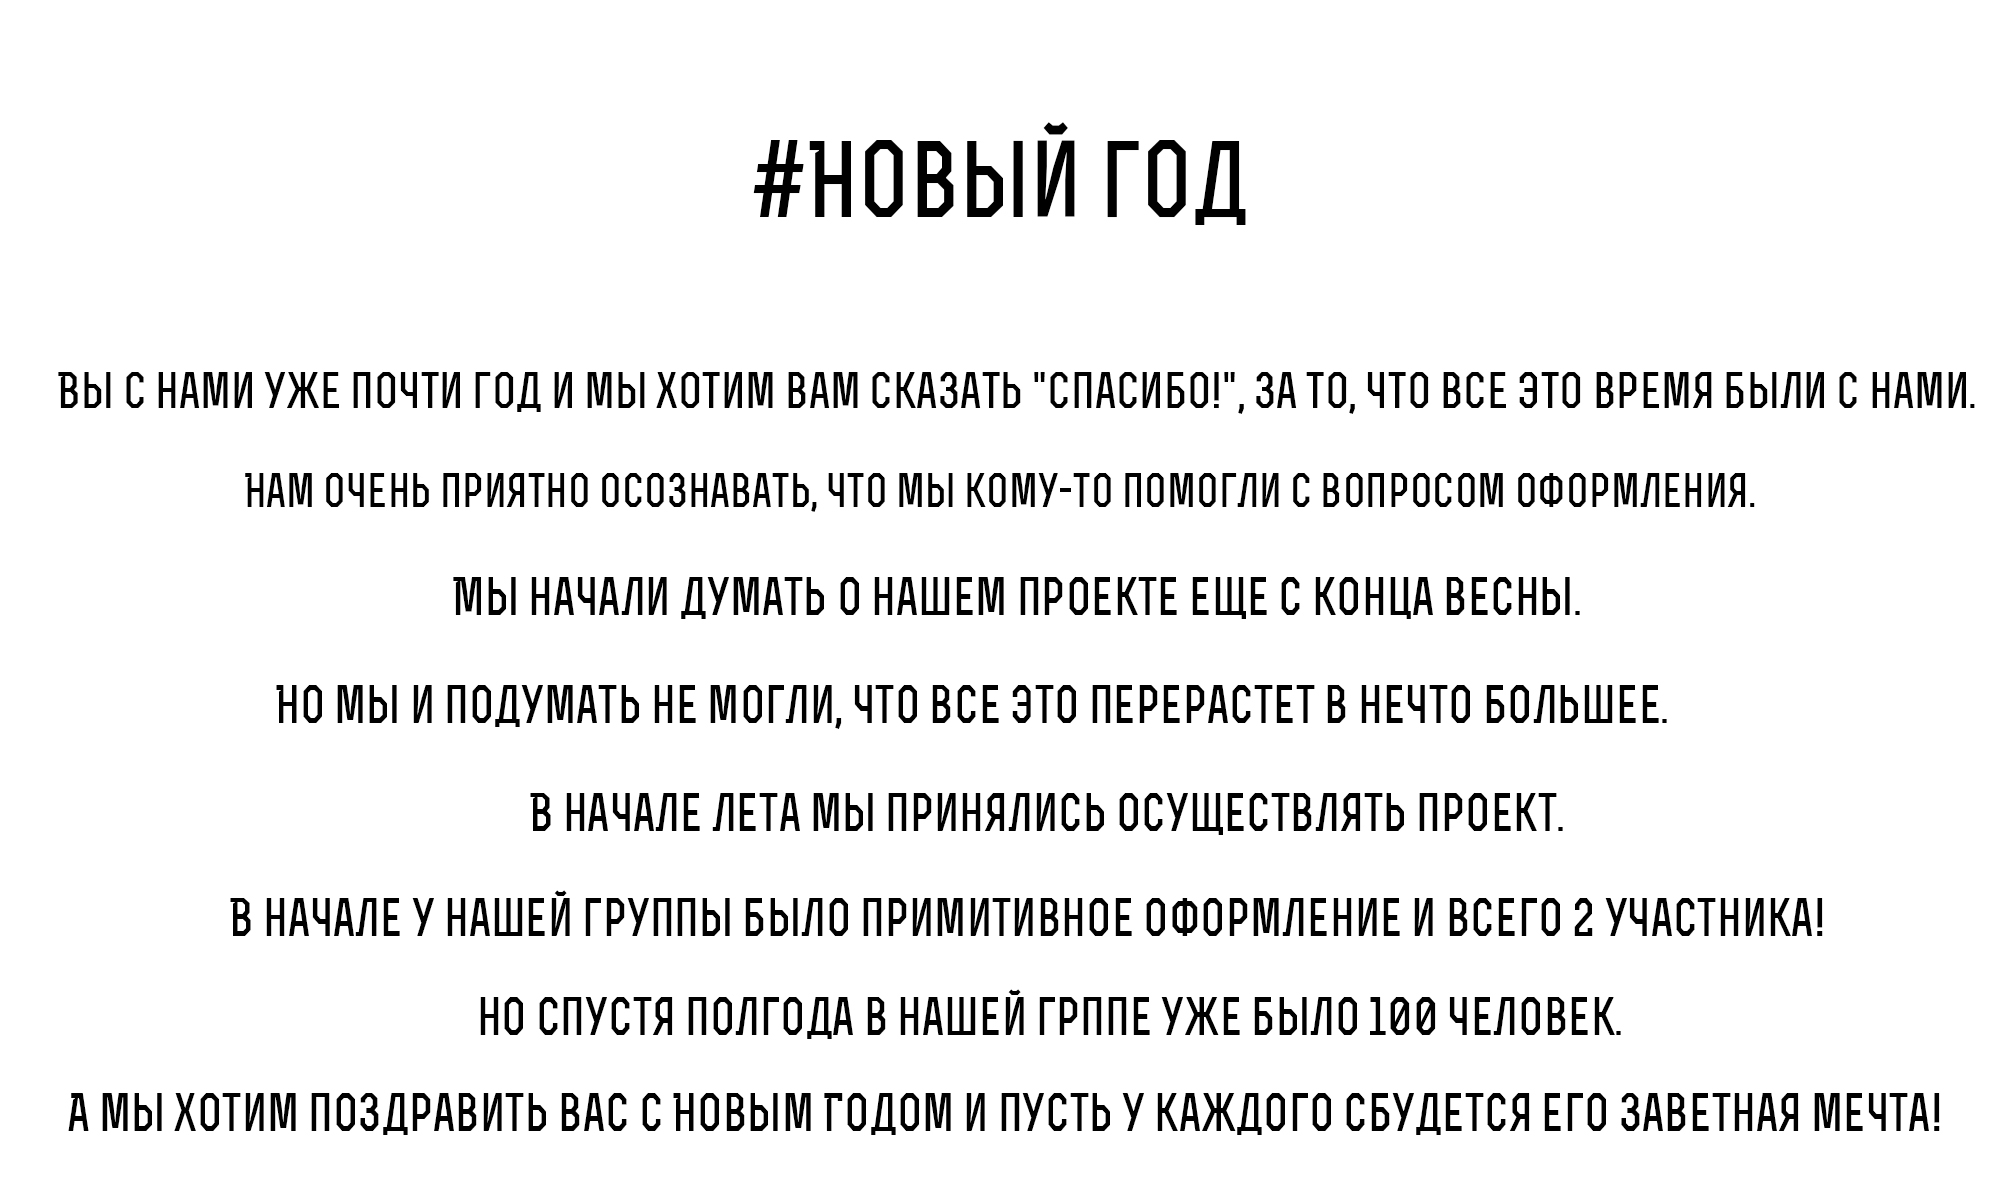 #НОВЫЙ ГОД
ВЫ С НАМИ УЖЕ ПОЧТИ ГОД И МЫ ХОТИМ ВАМ СКАЗАТЬ "СПАСИБО!", ЗА ТО, ЧТО ВСЕ ЭТО ВРЕМЯ БЫЛИ С НАМИ.
НАМ ОЧЕНЬ ПРИЯТНО ОСОЗНАВАТЬ, ЧТО МЫ КОМУ-ТО ПОМОГЛИ С ВОПРОСОМ ОФОРМЛЕНИЯ.
МЫ НАЧАЛИ ДУМАТЬ О НАШЕМ ПРОЕКТЕ ЕЩЕ С КОНЦА ВЕСНЫ.
НО МЫ И ПОДУМАТЬ НЕ МОГЛИ, ЧТО ВСЕ ЭТО ПЕРЕРАСТЕТ В НЕЧТО БОЛЬШЕЕ.
В НАЧАЛЕ ЛЕТА МЫ ПРИНЯЛИСЬ ОСУЩЕСТВЛЯТЬ ПРОЕКТ.
В НАЧАЛЕ У НАШЕЙ ГРУППЫ БЫЛО ПРИМИТИВНОЕ ОФОРМЛЕНИЕ И ВСЕГО 2 УЧАСТНИКА!
НО СПУСТЯ ПОЛГОДА В НАШЕЙ ГРППЕ УЖЕ БЫЛО 100 ЧЕЛОВЕК.
А МЫ ХОТИМ ПОЗДРАВИТЬ ВАС С НОВЫМ ГОДОМ И ПУСТЬ У КАЖДОГО СБУДЕТСЯ ЕГО ЗАВЕТНАЯ МЕЧТА!